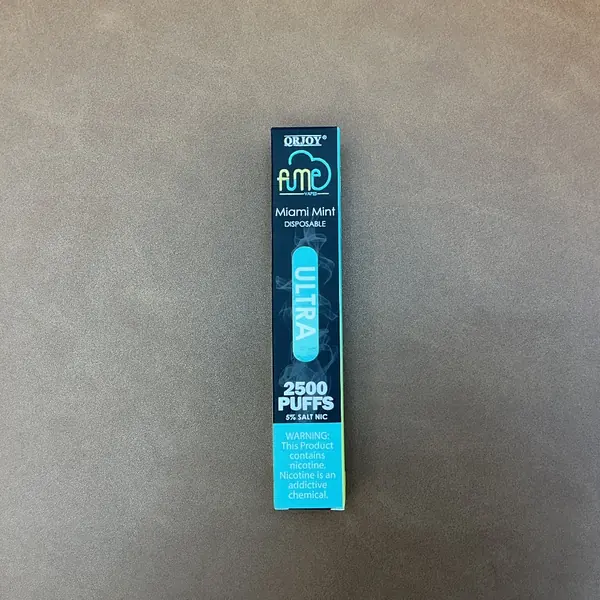 QRJOY®
fume
VAPE
Miami Mint
DISPOSABLE
ULTRA
2500
PUFFS
5% SALT NIC
WARNING:
This Product
contains
nicotine.
Nicotine is an
addictive
chemical.